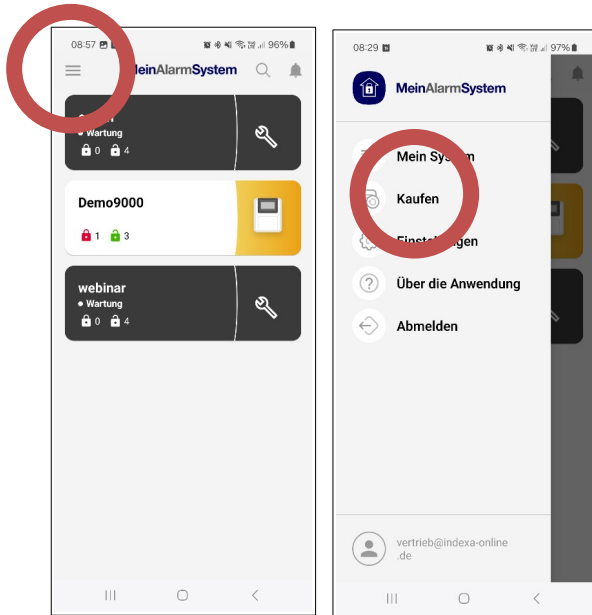 08:57
96%
MeinAlarmSystem
Wartung
0 4
Demo9000
1 3
webinar
Wartung
0 4
08:29
97%
MeinAlarmSystem
Mein System
Kaufen
Einstellungen
Über die Anwendung
Abmelden
vertrieb@indexa-online
.de